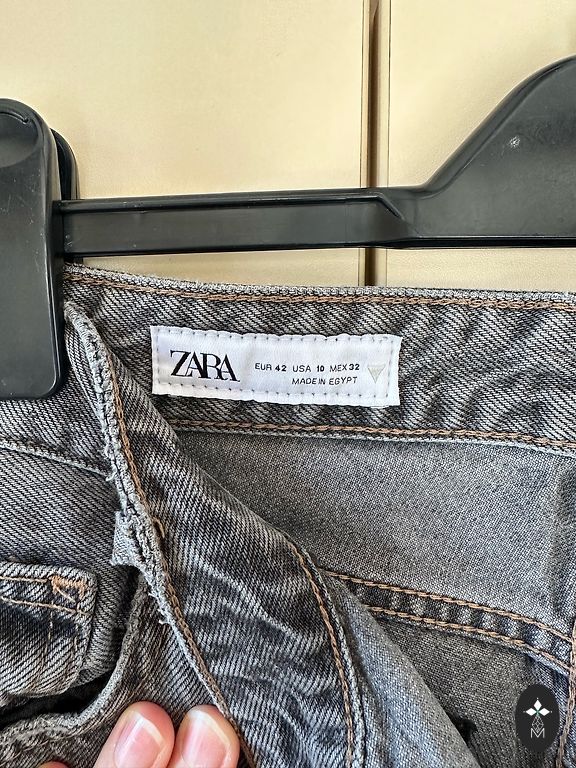 ZARA
EUR 42 USA 10 MEX 32
MADE IN EGYPT
M